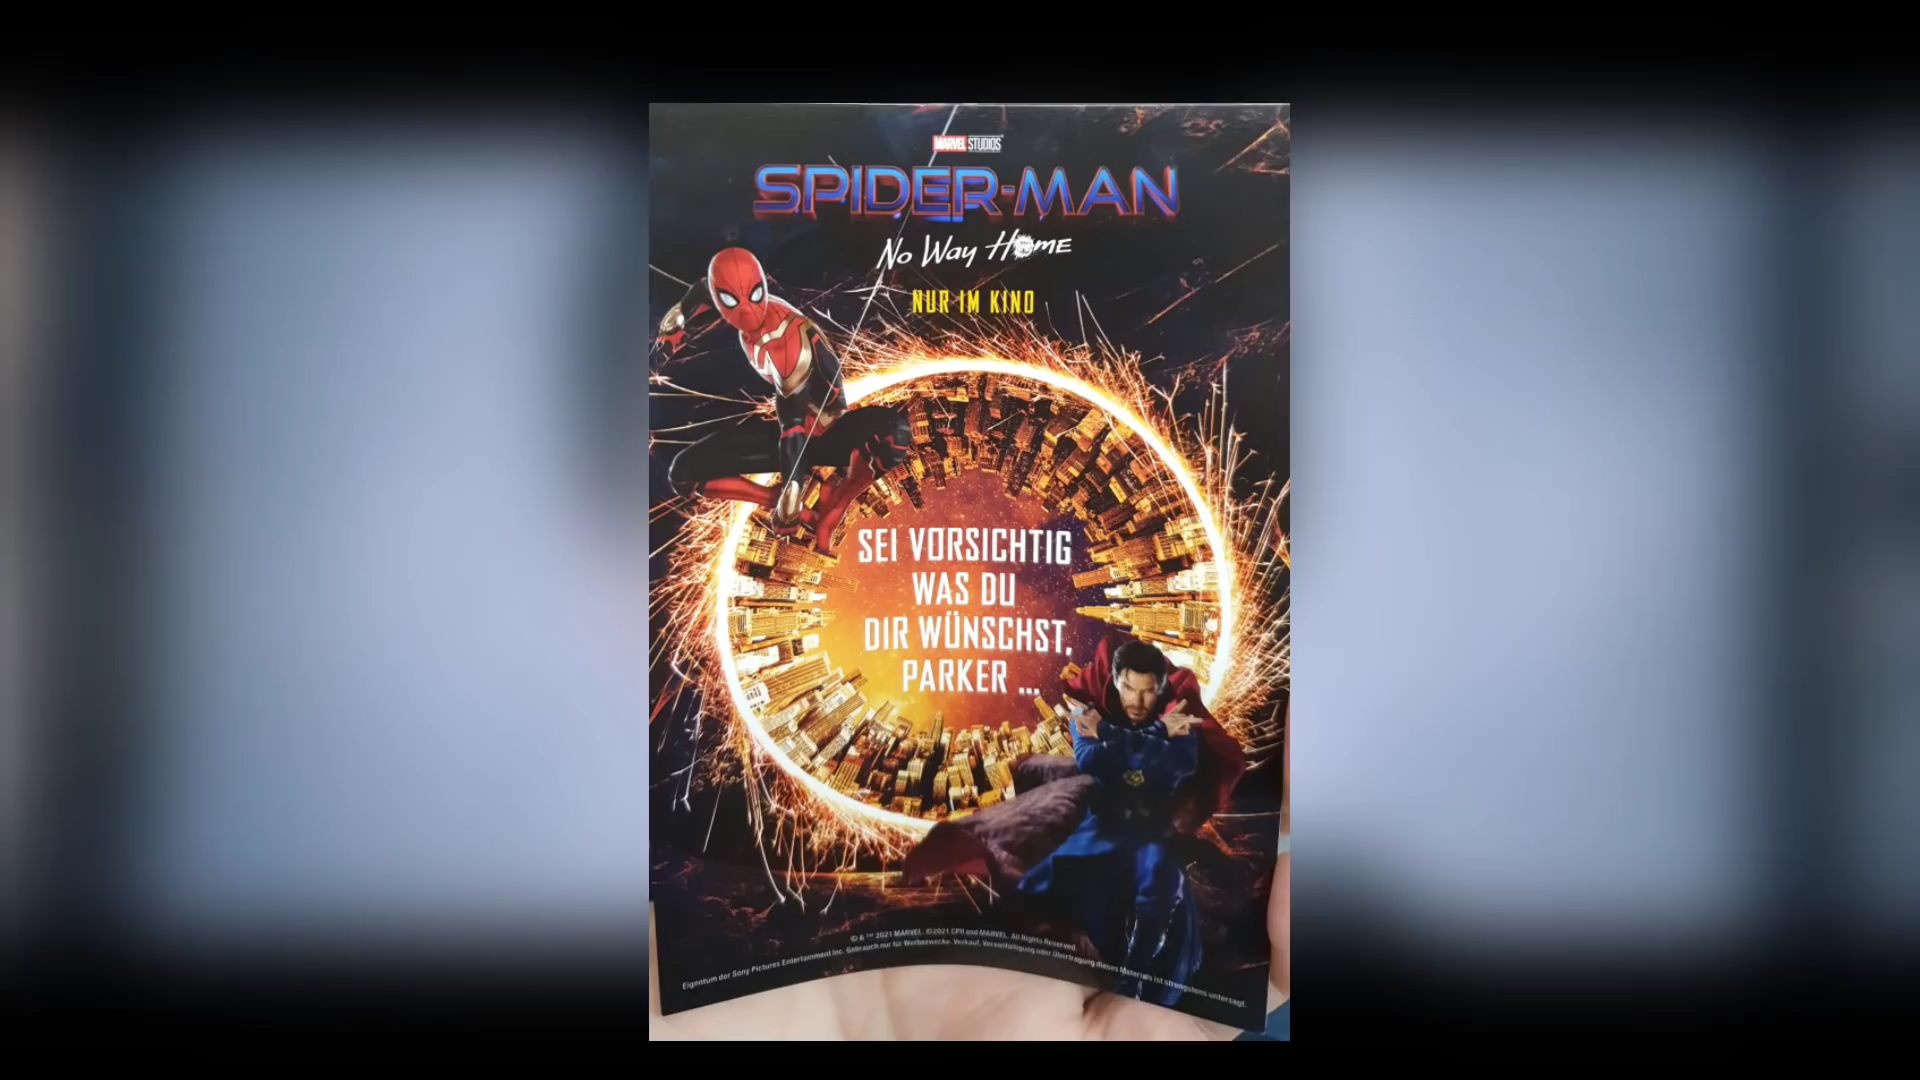 MARVEL STUDIOS
SPIDER-MAN
No Way Home
NUR IM KINO
SEI VORSICHTIG
WAS DU
DIR WÜNSCHST,
PARKER ...
© & ™ 2021 MARVEL. ©2021 CPII and MARVEL. All Rights Reserved.
Eigentum der Sony Pictures Entertainment Inc. Gebrauch nur für Werbezwecke. Verkauf, Vervielfältigung oder Übertragung dieses Materials ist strengstens untersagt.